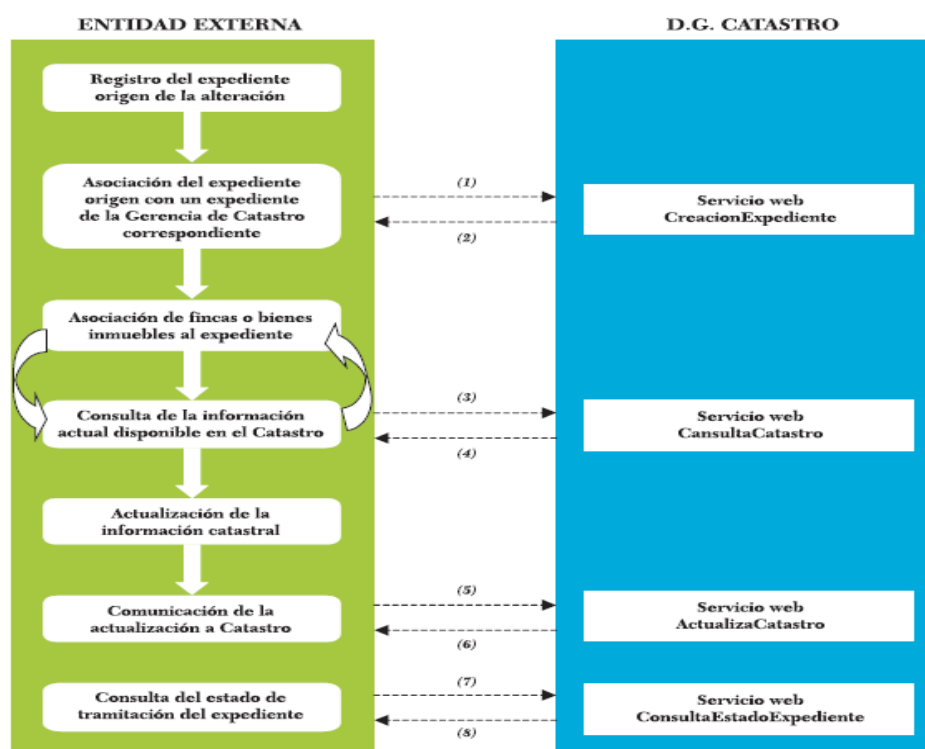 ENTIDAD EXTERNA
D.G. CATASTRO
Registro del expediente
origen de la alteración
Asociación del expediente
origen con un expediente
de la Gerencia de Catastro
correspondiente
(1)
(2)
Servicio web
CreacionExpediente
Asociación de fincas o bienes
inmuebles al expediente
Consulta de la información
actual disponible en el Catastro
(3)
(4)
Servicio web
CansultaCatastro
Actualización de la
información catastral
Comunicación de la
actualización a Catastro
(5)
(6)
Servicio web
ActualizaCatastro
Consulta del estado de
tramitación del expediente
(7)
(8)
Servicio web
ConsultaEstadoExpediente